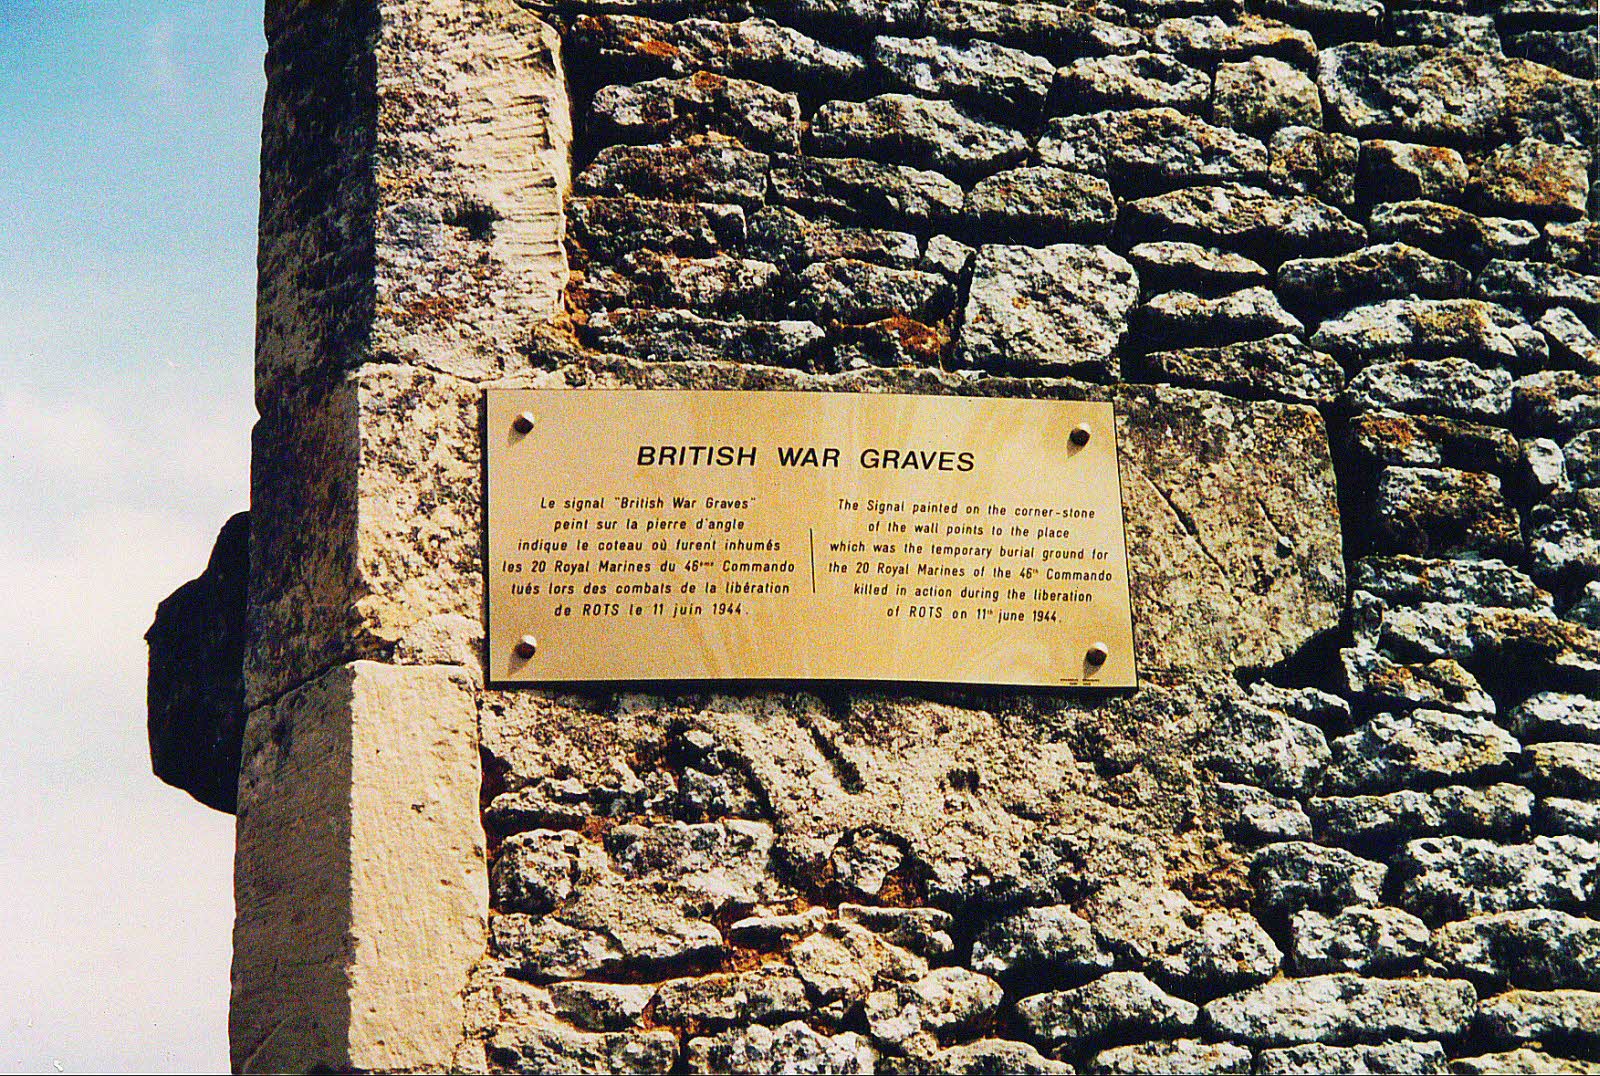 BRITISH WAR GRAVES
Le signal "British War Graves"
peint sur la pierre d'angle
indique le coteau où furent inhumés
les 20 Royal Marines du 46ème Commando
tués lors des combats de la libération
de ROTS le 11 juin 1944.
The Signal painted on the corner-stone
of the wall points to the place
which was the temporary burial ground for
the 20 Royal Marines of the 46th Commando
killed in action during the liberation
of ROTS on 11th june 1944.